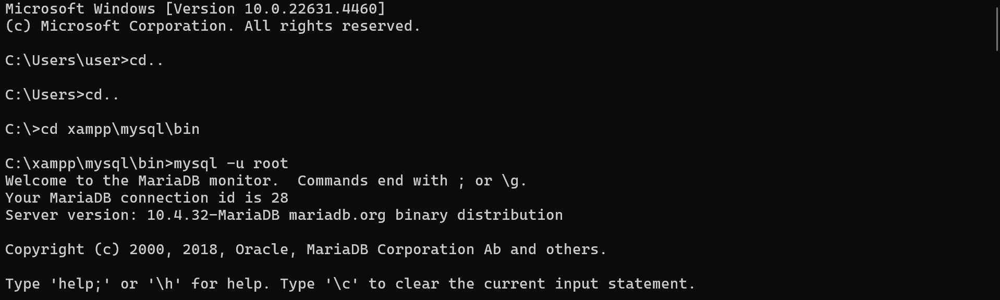 Microsoft Windows [Version 10.0.22631.4460]
(c) Microsoft Corporation. All rights reserved.
C:\Users\user>cd..
C:\Users>cd..
C:\>cd xampp\mysql\bin
C:\xampp\mysql\bin>mysql -u root
Welcome to the MariaDB monitor.  Commands end with ; or \g.
Your MariaDB connection id is 28
Server version: 10.4.32-MariaDB mariadb.org binary distribution
Copyright (c) 2000, 2018, Oracle, MariaDB Corporation Ab and others.
Type 'help;' or '\h' for help. Type '\c' to clear the current input statement.